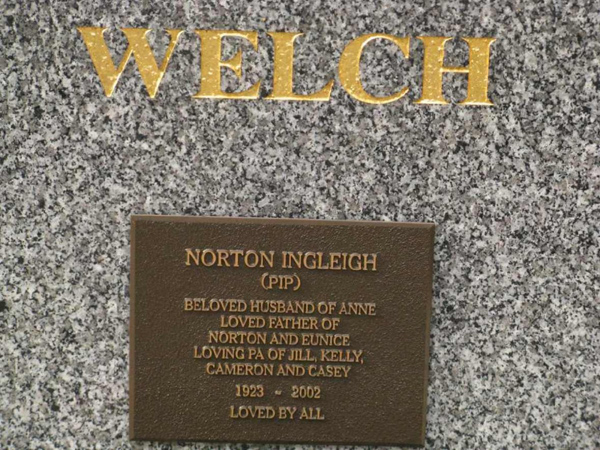 WELCH
NORTON INGLEIGH
(PIP)
BELOVED HUSBAND OF ANNE
LOVED FATHER OF
NORTON AND EUNICE
LOVING PA OF JILL, KELLY,
CAMERON AND CASEY
1923 - 2002
LOVED BY ALL